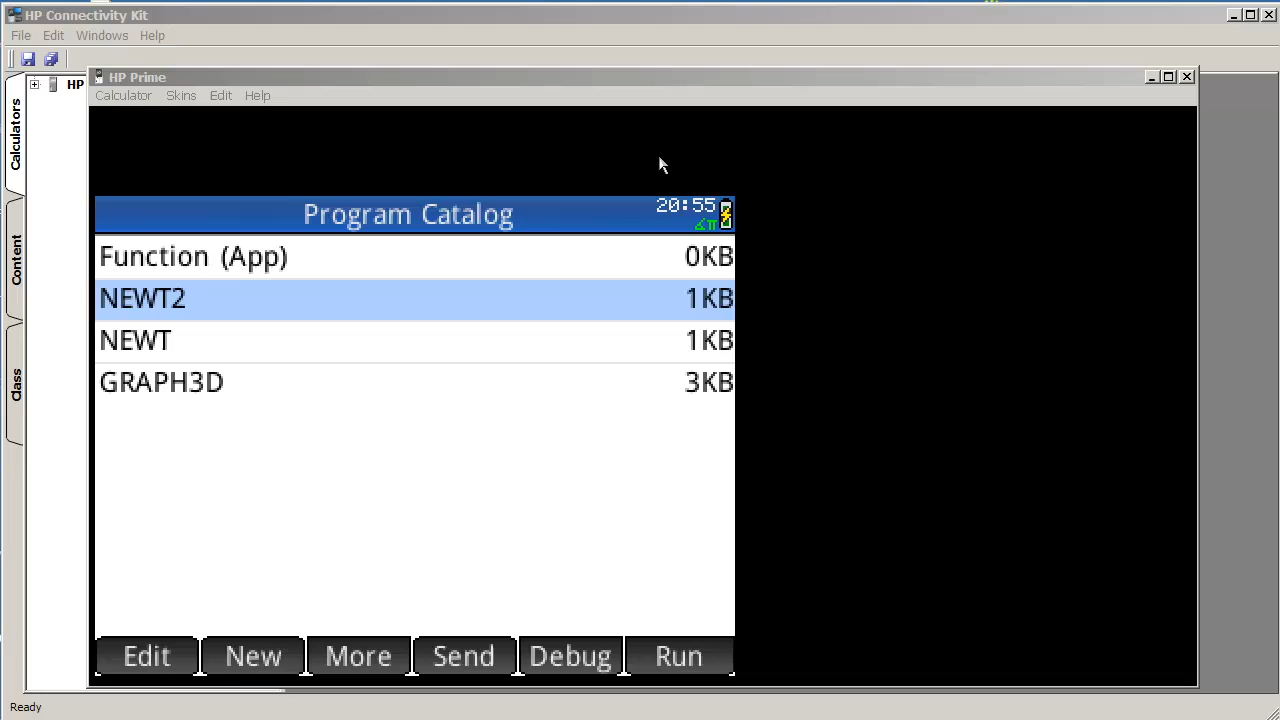 HP Connectivity Kit
File Edit Windows Help
HP
HP Prime
Calculator Skins Edit Help
Calculators
Content
Class
Program Catalog 20:55
∡π
Function (App) 0KB
NEWT2 1KB
NEWT 1KB
GRAPH3D 3KB
Edit New More Send Debug Run
Ready